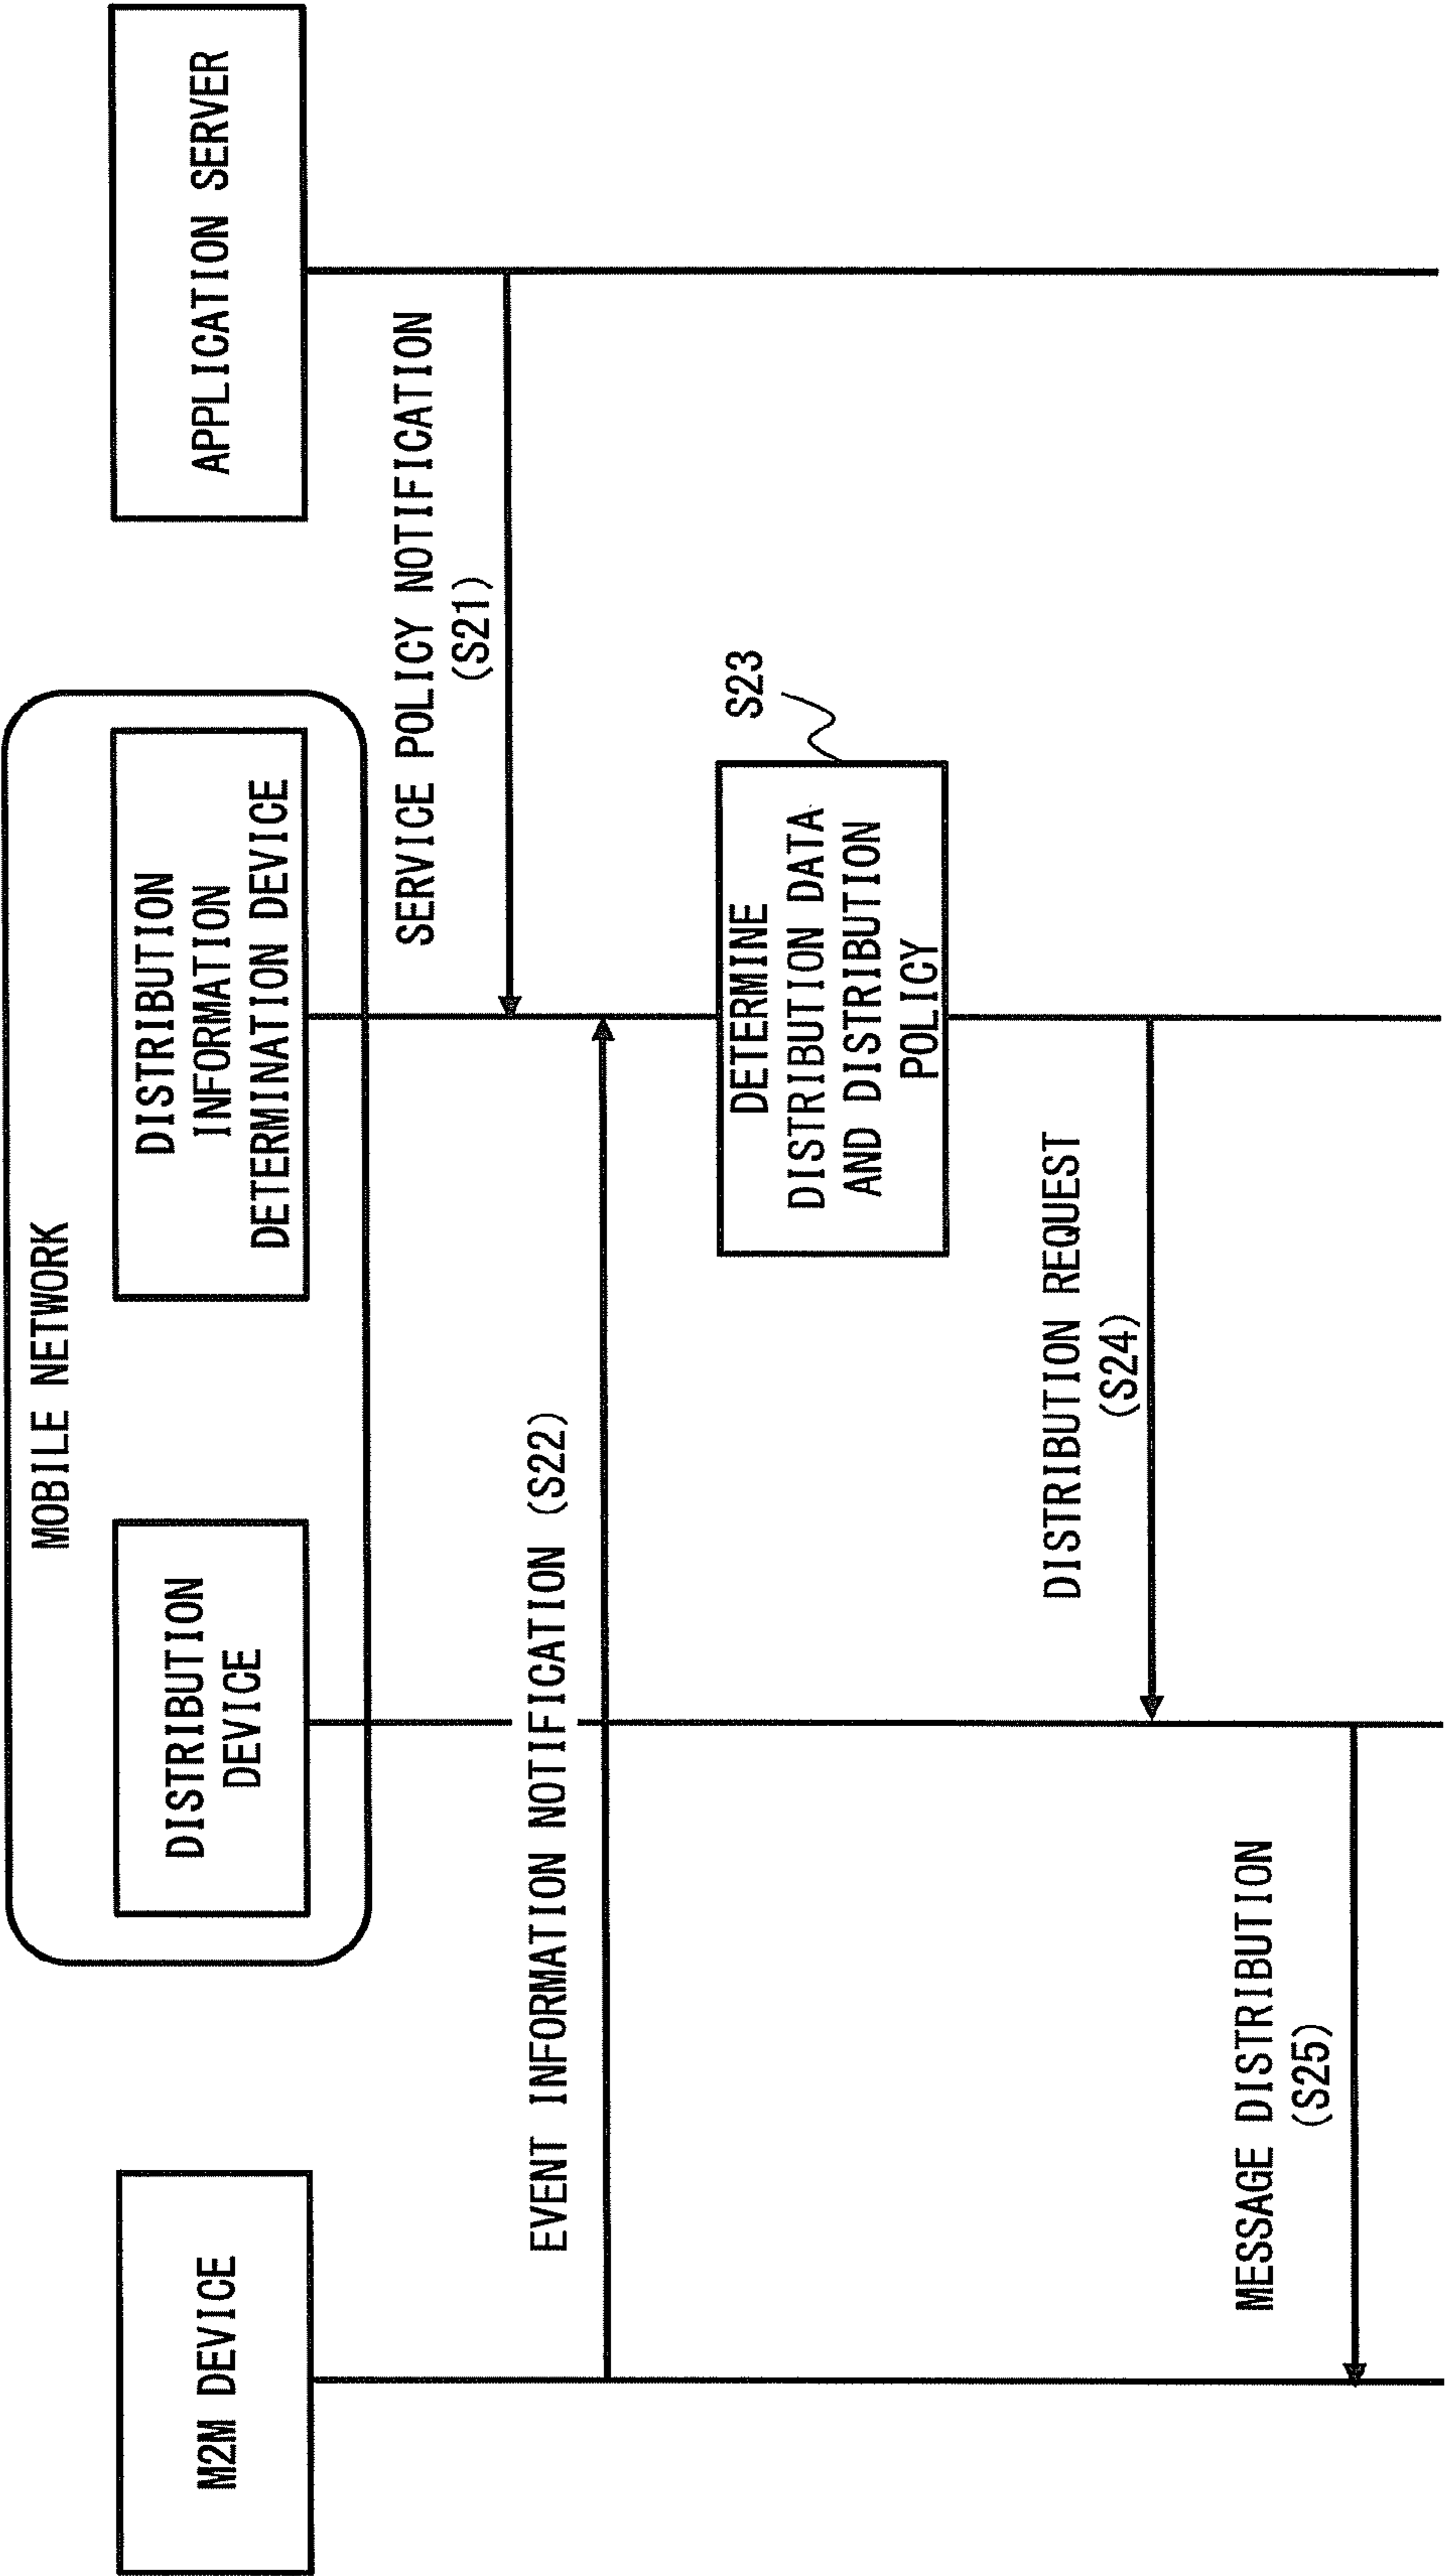 MOBILE NETWORK
M2M DEVICE
DISTRIBUTION
DEVICE
DISTRIBUTION
INFORMATION
DETERMINATION DEVICE
APPLICATION SERVER
SERVICE POLICY NOTIFICATION
(S21)
EVENT INFORMATION NOTIFICATION (S22)
S23
DETERMINE
DISTRIBUTION DATA
AND DISTRIBUTION
POLICY
DISTRIBUTION REQUEST
(S24)
MESSAGE DISTRIBUTION
(S25)